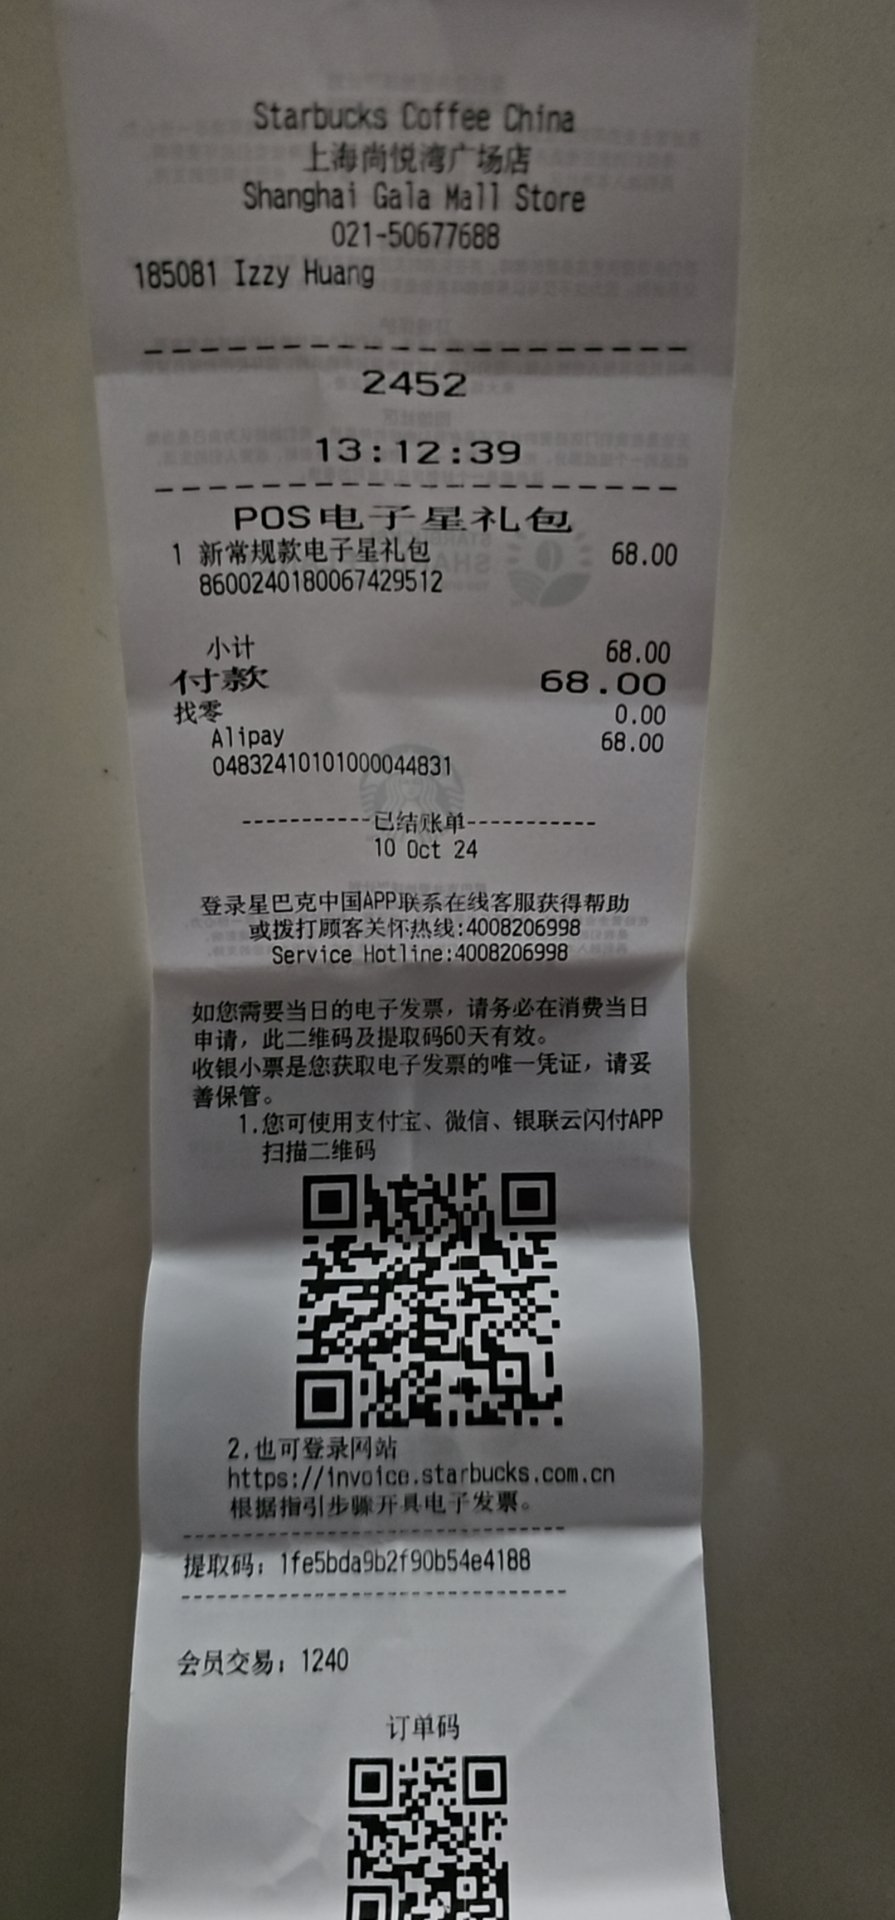 Starbucks Coffee China
上海尚悦湾广场店
Shanghai Gala Mall Store
021-50677688
185081 Izzy Huang
2452
13:12:39
POS电子星礼包
1 新常规款电子星礼包 68.00
8600240180067429512
小计 68.00
付款 68.00
找零 0.00
Alipay 68.00
04832410101000044831
-----------已结账单-----------
10 Oct 24
登录星巴克中国APP联系在线客服获得帮助
或拨打顾客关怀热线:4008206998
Service Hotline:4008206998
如您需要当日的电子发票，请务必在消费当日
申请，此二维码及提取码60天有效。
收银小票是您获取电子发票的唯一凭证，请妥
善保管。
1.您可使用支付宝、微信、银联云闪付APP
扫描二维码
2.也可登录网站
https://invoice.starbucks.com.cn
根据指引步骤开具电子发票。
提取码：1fe5bda9b2f90b54e4188
会员交易：1240
订单码